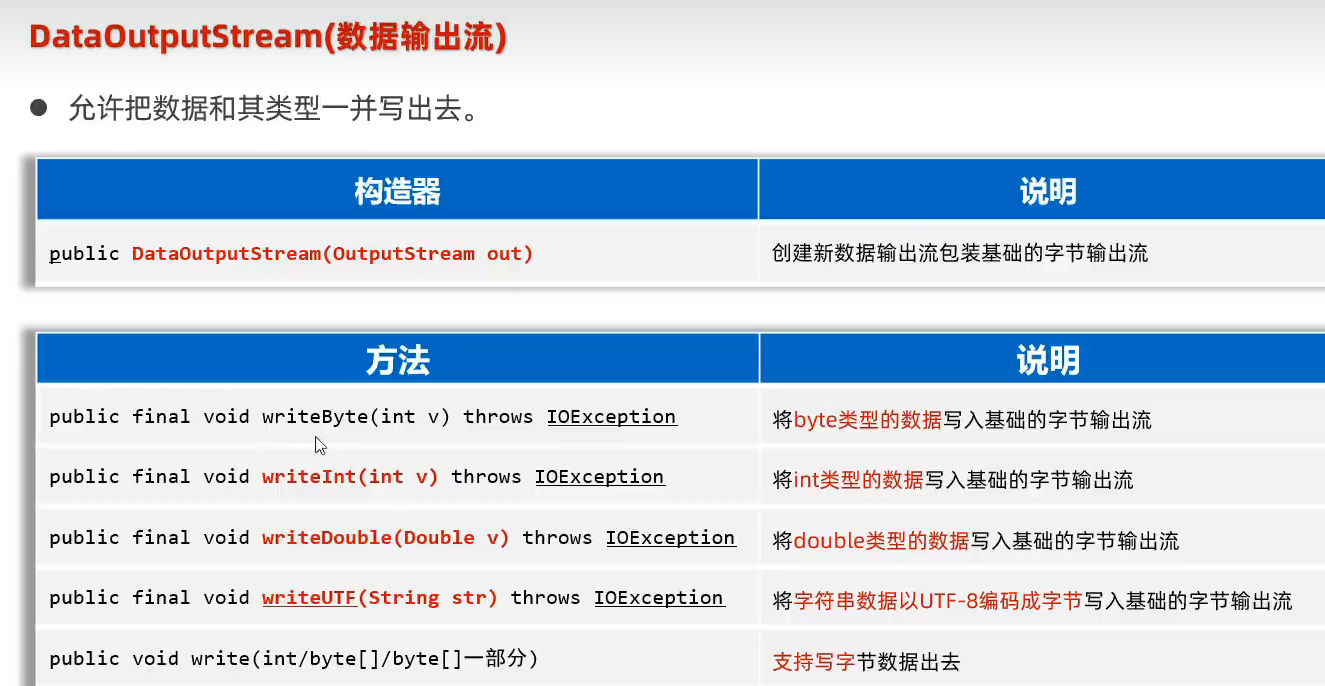 DataOutputStream(数据输出流)
● 允许把数据和其类型一并写出去。
构造器 说明
public DataOutputStream(OutputStream out) 创建新数据输出流包装基础的字节输出流
方法 说明
public final void writeByte(int v) throws IOException 将byte类型的数据写入基础的字节输出流
public final void writeInt(int v) throws IOException 将int类型的数据写入基础的字节输出流
public final void writeDouble(Double v) throws IOException 将double类型的数据写入基础的字节输出流
public final void writeUTF(String str) throws IOException 将字符串数据以UTF-8编码成字节写入基础的字节输出流
public void write(int/byte[]/byte[]一部分) 支持写字节数据出去